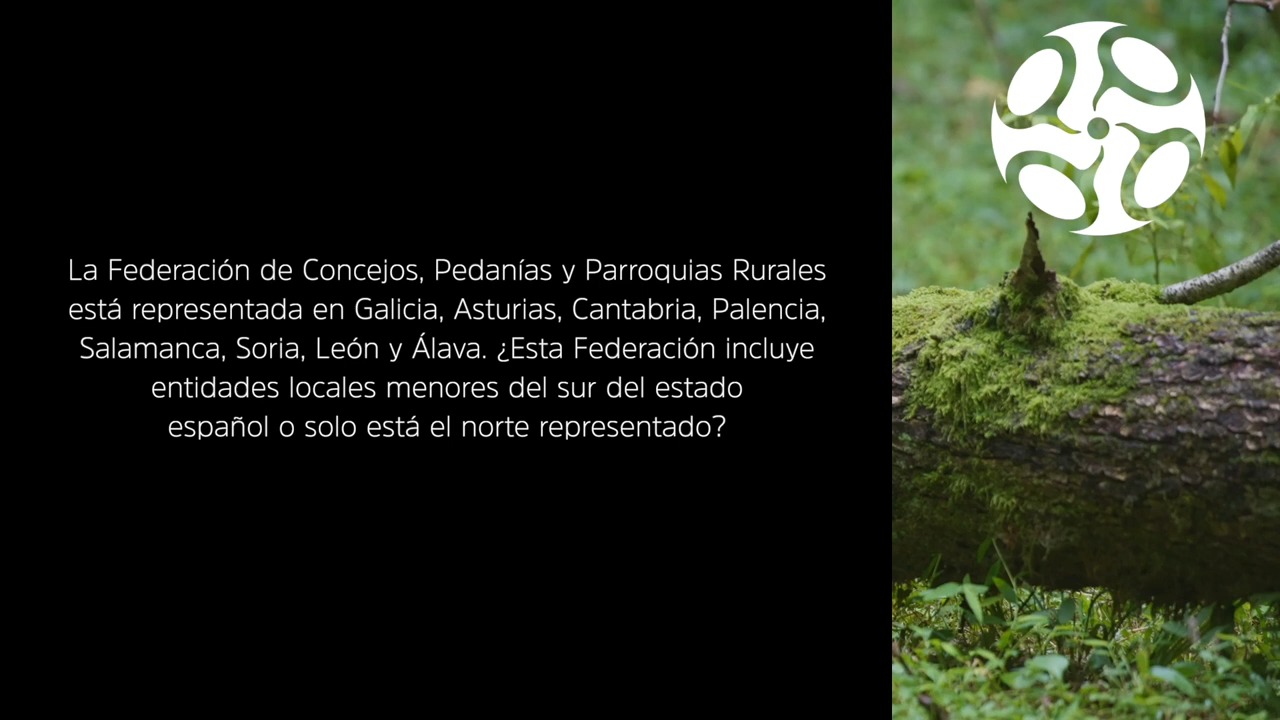 La Federación de Concejos, Pedanías y Parroquias Rurales
está representada en Galicia, Asturias, Cantabria, Palencia,
Salamanca, Soria, León y Álava. ¿Esta Federación incluye
entidades locales menores del sur del estado
español o solo está el norte representado?